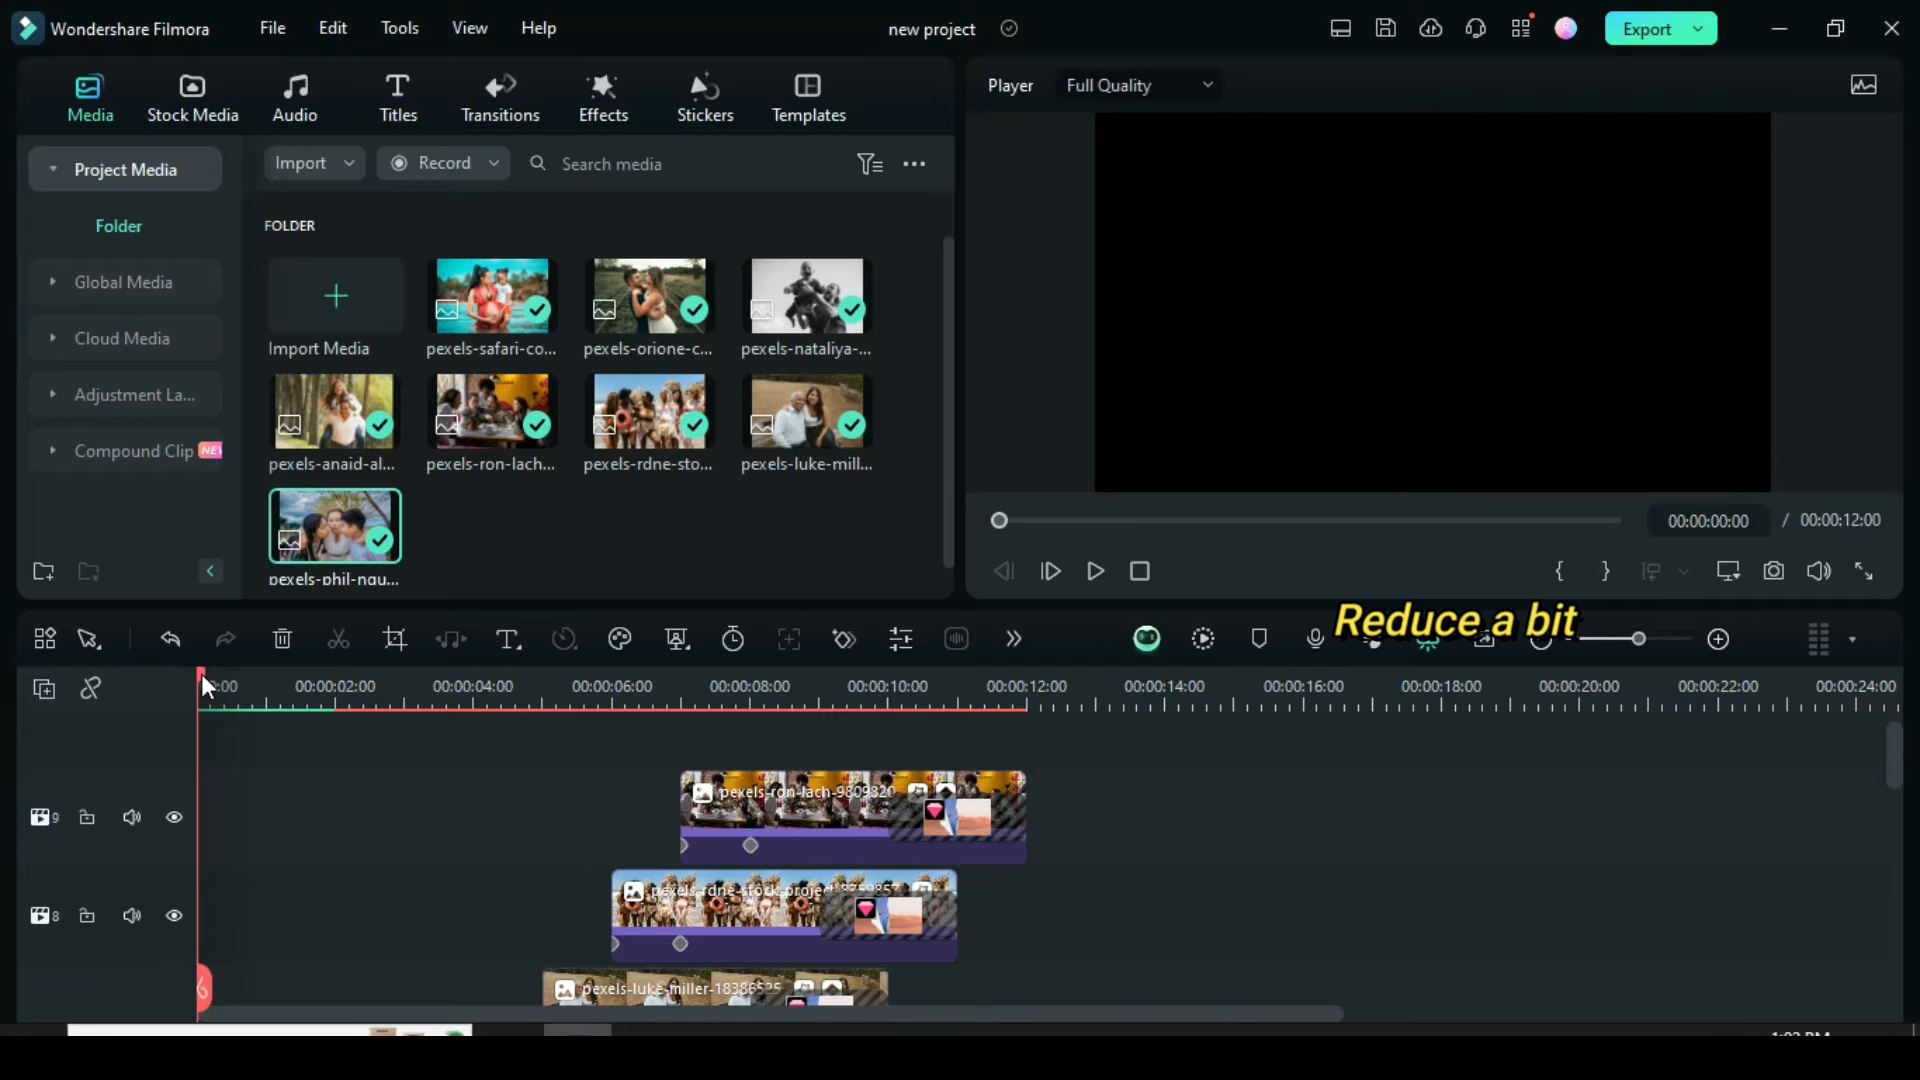 Wondershare Filmora
File
Edit
Tools
View
Help
new project
Export
Media
Stock Media
Audio
Titles
Transitions
Effects
Stickers
Templates
Player
Full Quality
Project Media
Import
Record
Search media
Folder
FOLDER
Global Media
Cloud Media
Adjustment La...
Compound Clip
Import Media
pexels-safari-co...
pexels-orione-c...
pexels-nataliya-...
pexels-anaid-al...
pexels-ron-lach...
pexels-rdne-sto...
pexels-luke-mill...
pexels-phil-ngu...
00:00:00:00
/
00:00:12:00
Reduce a bit
00:00:02:00
00:00:04:00
00:00:06:00
00:00:08:00
00:00:10:00
00:00:12:00
00:00:14:00
00:00:16:00
00:00:18:00
00:00:20:00
00:00:22:00
00:00:24:00
9
pexels-ron-lach-9809820
8
pexels-rdne-stock-project-8759857
pexels-luke-miller-18386525